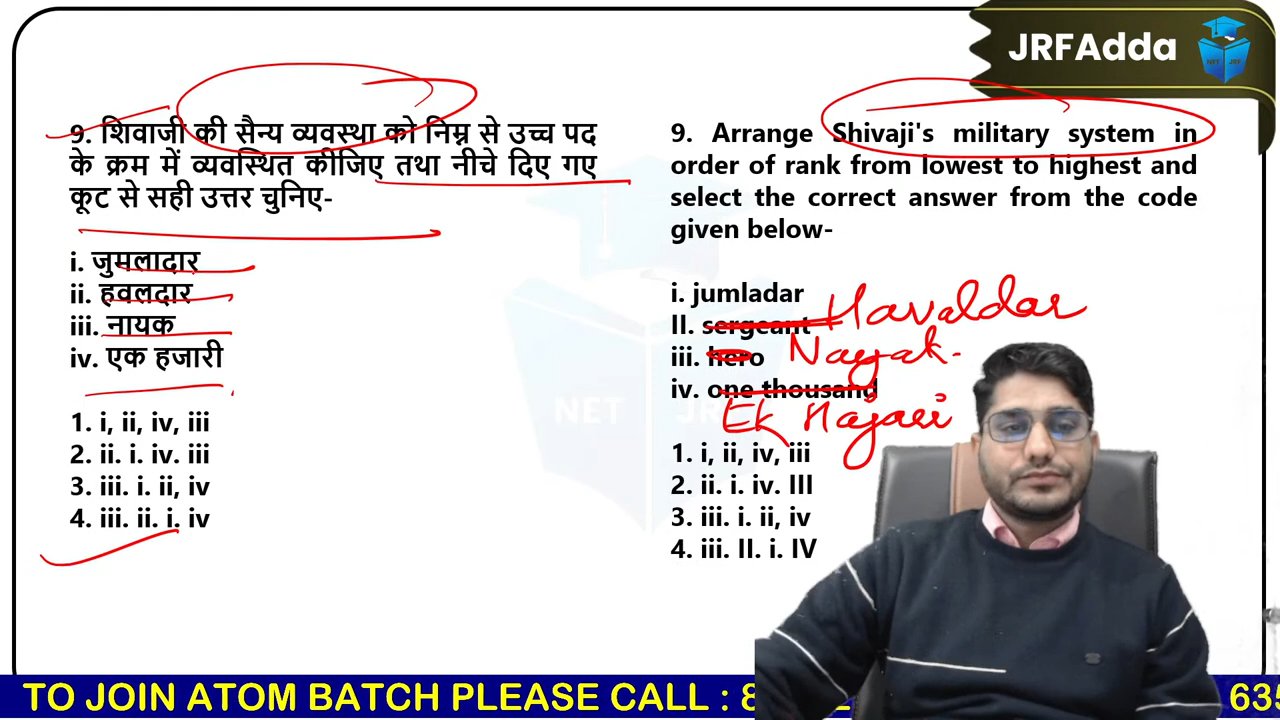 JRFAdda
NET JRF
9. शिवाजी की सैन्य व्यवस्था को निम्न से उच्च पद
के क्रम में व्यवस्थित कीजिए तथा नीचे दिए गए
कूट से सही उत्तर चुनिए-
i. जुमलादार
ii. हवलदार
iii. नायक
iv. एक हजारी
1. i, ii, iv, iii
2. ii. i. iv. iii
3. iii. i. ii, iv
4. iii. ii. i. iv
9. Arrange Shivaji's military system in
order of rank from lowest to highest and
select the correct answer from the code
given below-
i. jumladar
II. sergeant Havaldar
iii. hero Nayak-
iv. one thousand
Ek Hajari
1. i, ii, iv, iii
2. ii. i. iv. III
3. iii. i. ii, iv
4. iii. II. i. IV
NET JRF
TO JOIN ATOM BATCH PLEASE CALL : 8
635